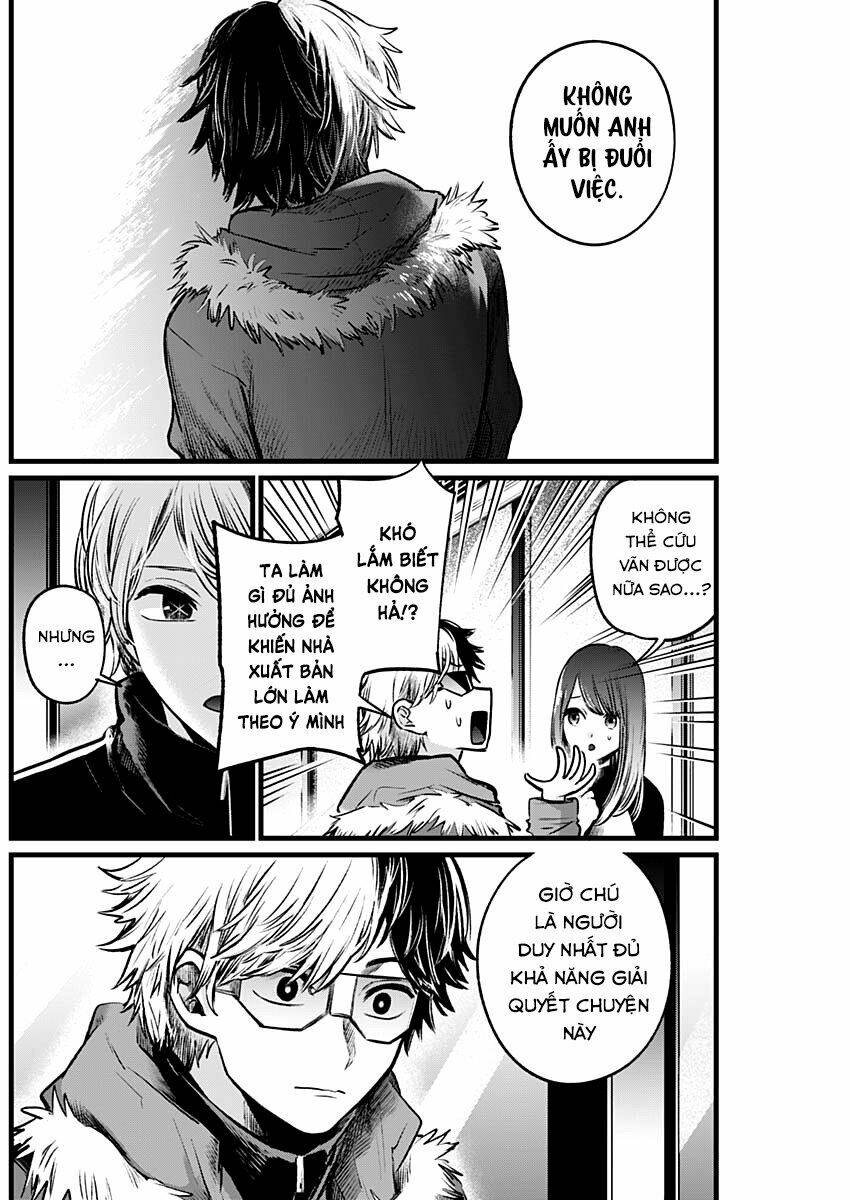 KHÔNG
MUỐN ANH
ẤY BỊ ĐUỔI
VIỆC.
KHÔNG
THỂ CỨU
VÃN ĐƯỢC
NỮA SAO...?
KHÓ
LẮM BIẾT
KHÔNG
HẢ!?
TA LÀM
GÌ ĐỦ ẢNH
HƯỞNG ĐỂ
KHIẾN NHÀ
XUẤT BẢN
LỚN LÀM
THEO Ý MÌNH
NHƯNG
...
GIỜ CHÚ
LÀ NGƯỜI
DUY NHẤT ĐỦ
KHẢ NĂNG GIẢI
QUYẾT CHUYỆN
NÀY